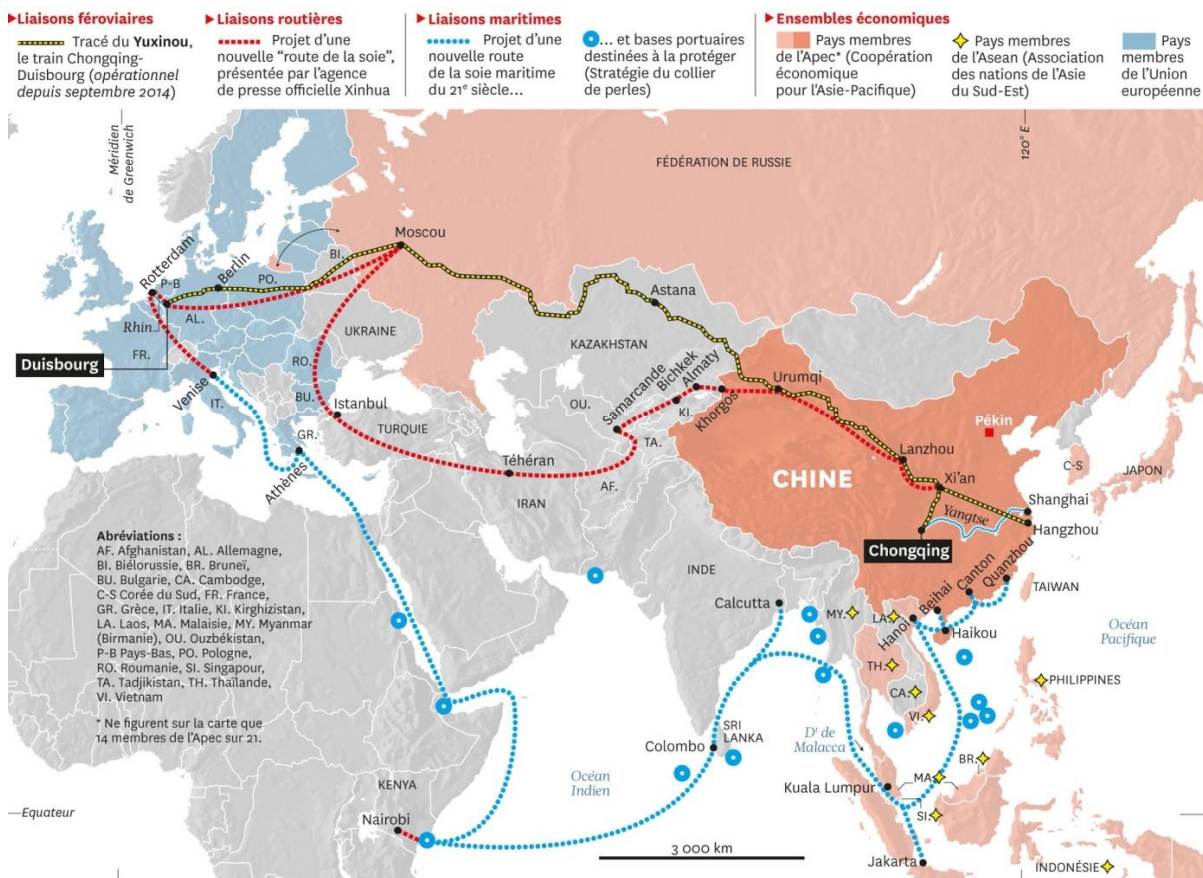 ▶Liaisons féroviaires
Tracé du Yuxinou,
le train Chongqing-
Duisbourg (opérationnel
depuis septembre 2014)
▶Liaisons routières
Projet d'une
nouvelle "route de la soie",
présentée par l'agence
de presse officielle Xinhua
▶Liaisons maritimes
Projet d'une
nouvelle route
de la soie maritime
du 21e siècle...
... et bases portuaires
destinées à la protéger
(Stratégie du collier
de perles)
▶Ensembles économiques
Pays membres
de l'Apec* (Coopération
économique
pour l'Asie-Pacifique)
Pays membres
de l'Asean (Association
des nations de l'Asie
du Sud-Est)
Pays
membres
de l'Union
européenne
Méridien
de Greenwich
120° E
FÉDÉRATION DE RUSSIE
Moscou
Rotterdam
P-B
Berlin
PO.
BI.
AL.
Rhin
FR.
Duisbourg
UKRAINE
Astana
KAZAKHSTAN
RO.
Venise
IT.
BU.
Istanbul
TURQUIE
GR.
Athènes
OU.
Samarcande
Bichkek
Almaty
KI.
Khorgos
Urumqi
TA.
Téhéran
IRAN
AF.
Pékin
Lanzhou
C-S
JAPON
CHINE
Xi'an
Yangtse
Shanghai
Hangzhou
Chongqing
Abréviations :
AF. Afghanistan, AL. Allemagne,
BI. Biélorussie, BR. Bruneï,
BU. Bulgarie, CA. Cambodge,
C-S Corée du Sud, FR. France,
GR. Grèce, IT. Italie, KI. Kirghizistan,
LA. Laos, MA. Malaisie, MY. Myanmar
(Birmanie), OU. Ouzbékistan,
P-B Pays-Bas, PO. Pologne,
RO. Roumanie, SI. Singapour,
TA. Tadjikistan, TH. Thaïlande,
VI. Vietnam
* Ne figurent sur la carte que
14 membres de l'Apec sur 21.
INDE
Calcutta
MY.
LA.
Hanoi
Beihai
Canton
Quanzhou
TAIWAN
Haikou
Océan
Pacifique
TH.
CA.
VI.
PHILIPPINES
SRI
LANKA
Colombo
Dt de
Malacca
BR.
Océan
Indien
KENYA
Nairobi
Kuala Lumpur
MA.
SI.
Equateur
3 000 km
Jakarta
INDONÉSIE